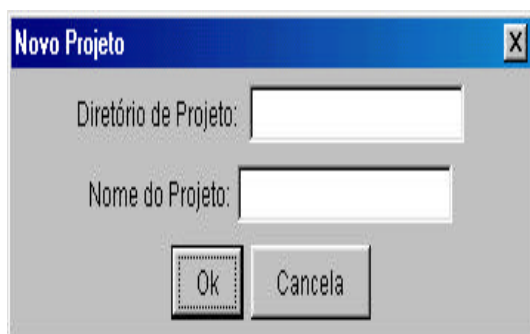 Novo Projeto
Diretório de Projeto:
Nome do Projeto:
Ok Cancela